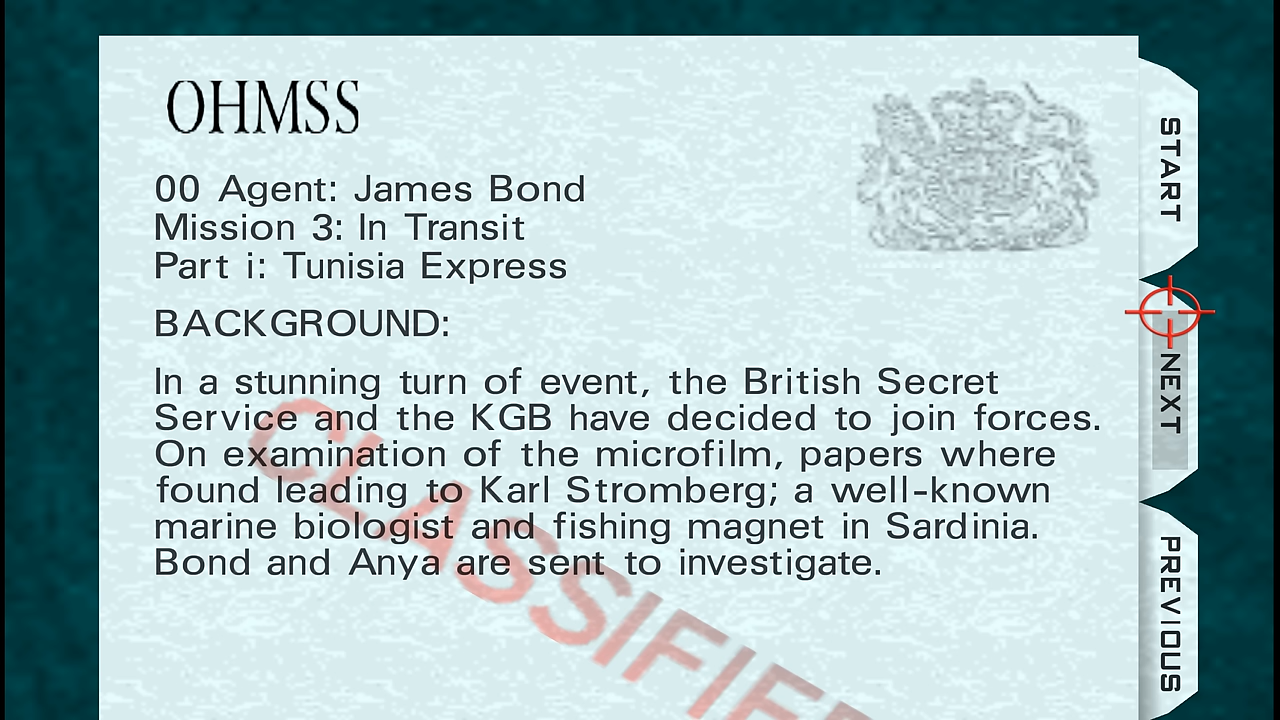 OHMSS
00 Agent: James Bond
Mission 3: In Transit
Part i: Tunisia Express
BACKGROUND:
In a stunning turn of event, the British Secret
Service and the KGB have decided to join forces.
On examination of the microfilm, papers where
found leading to Karl Stromberg; a well-known
marine biologist and fishing magnet in Sardinia.
Bond and Anya are sent to investigate.
CLASSIFIE
START
NEXT
PREVIOUS